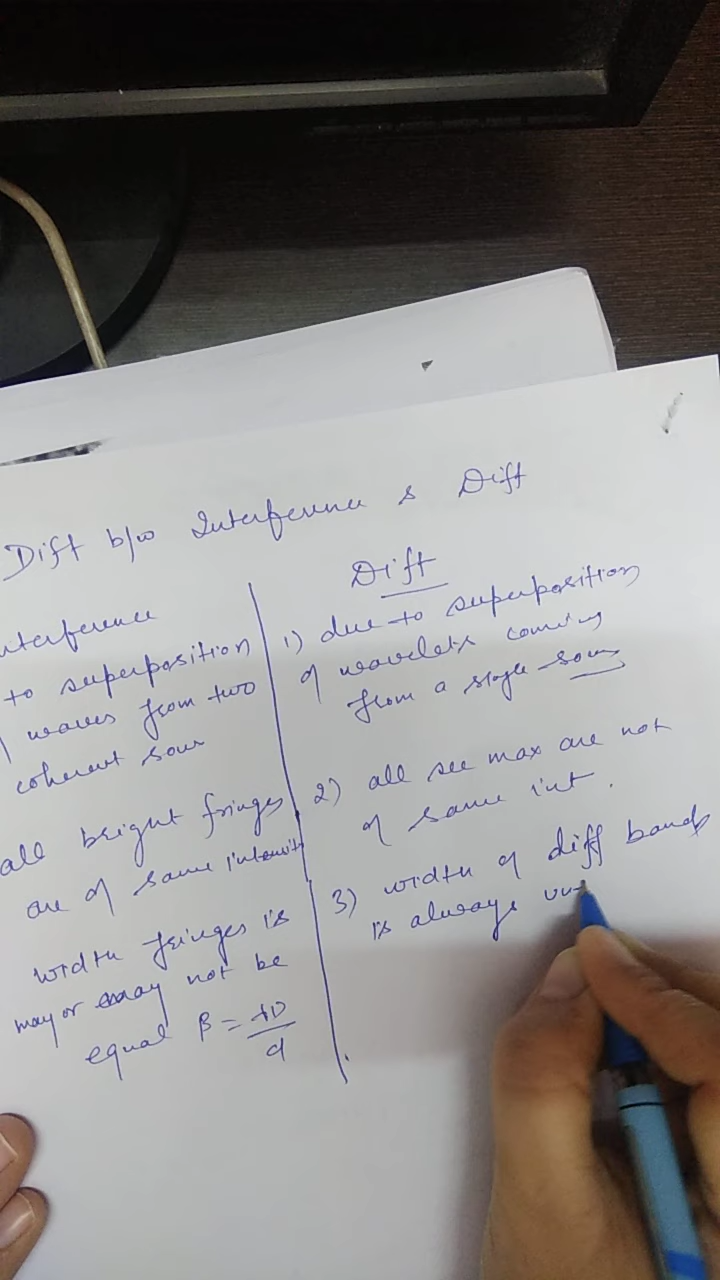 Diff b/w Interference & Diff
nterference
to superposition
waves from two
coherent sour
all bright fringes
are of same intensit
width fringes is
may or may not be
equal β = λD/d
Diff
1) due to superposition
of wavelets coming
from a single sour
2) all sec max are not
of same int.
3) width of diff bands
is always